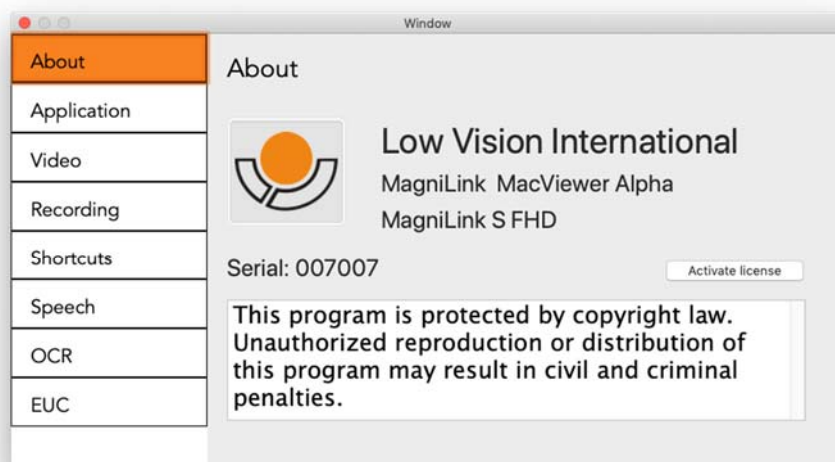 Window
About
Application
Video
Recording
Shortcuts
Speech
OCR
EUC
About
Low Vision International
MagniLink MacViewer Alpha
MagniLink S FHD
Serial: 007007
Activate license
This program is protected by copyright law.
Unauthorized reproduction or distribution of
this program may result in civil and criminal
penalties.